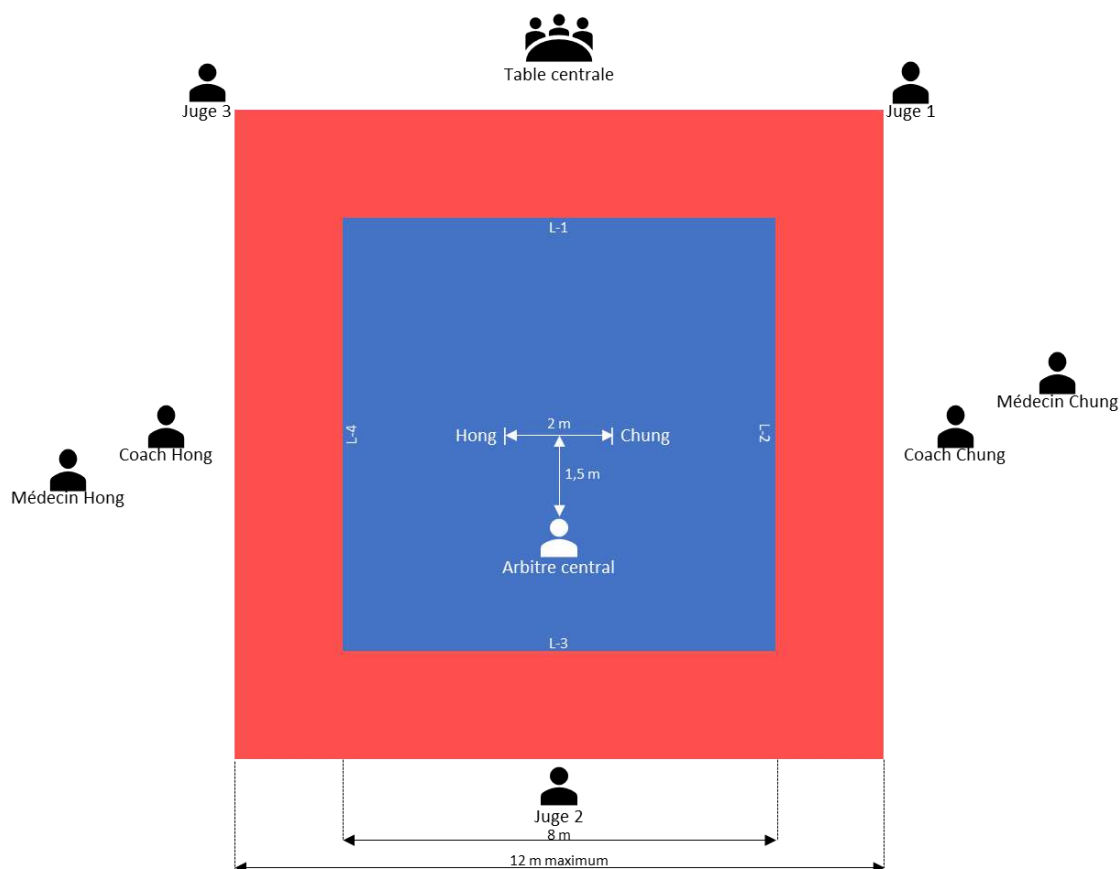 Table centrale
Juge 3
Juge 1
L-1
Médecin Chung
L-4
Hong
2 m
Chung
L-2
Coach Hong
Coach Chung
1,5 m
Médecin Hong
Arbitre central
L-3
Juge 2
8 m
12 m maximum